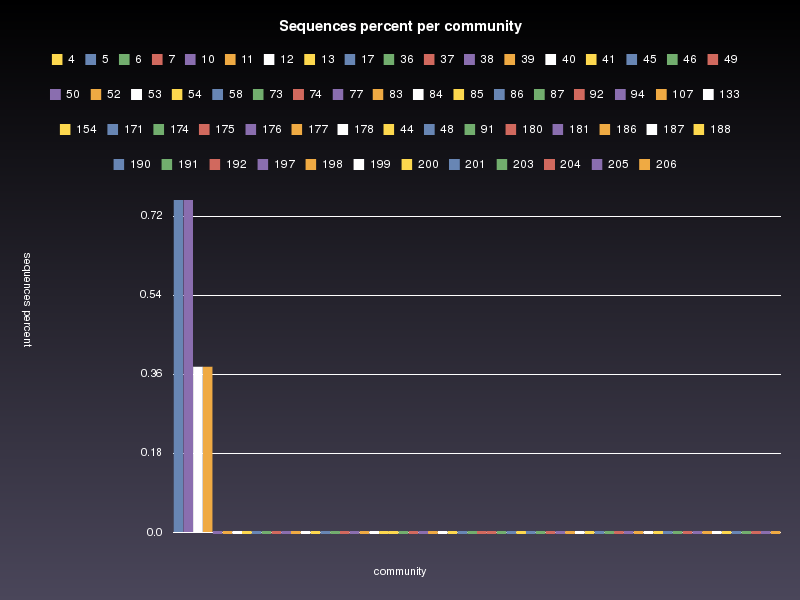 Sequences percent per community
4 5 6 7 10 11 12 13 17 36 37 38 39 40 41 45 46 49
50 52 53 54 58 73 74 77 83 84 85 86 87 92 94 107 133
154 171 174 175 176 177 178 44 48 91 180 181 186 187 188
190 191 192 197 198 199 200 201 203 204 205 206
0.72
0.54
0.36
0.18
0.0
sequences percent
community